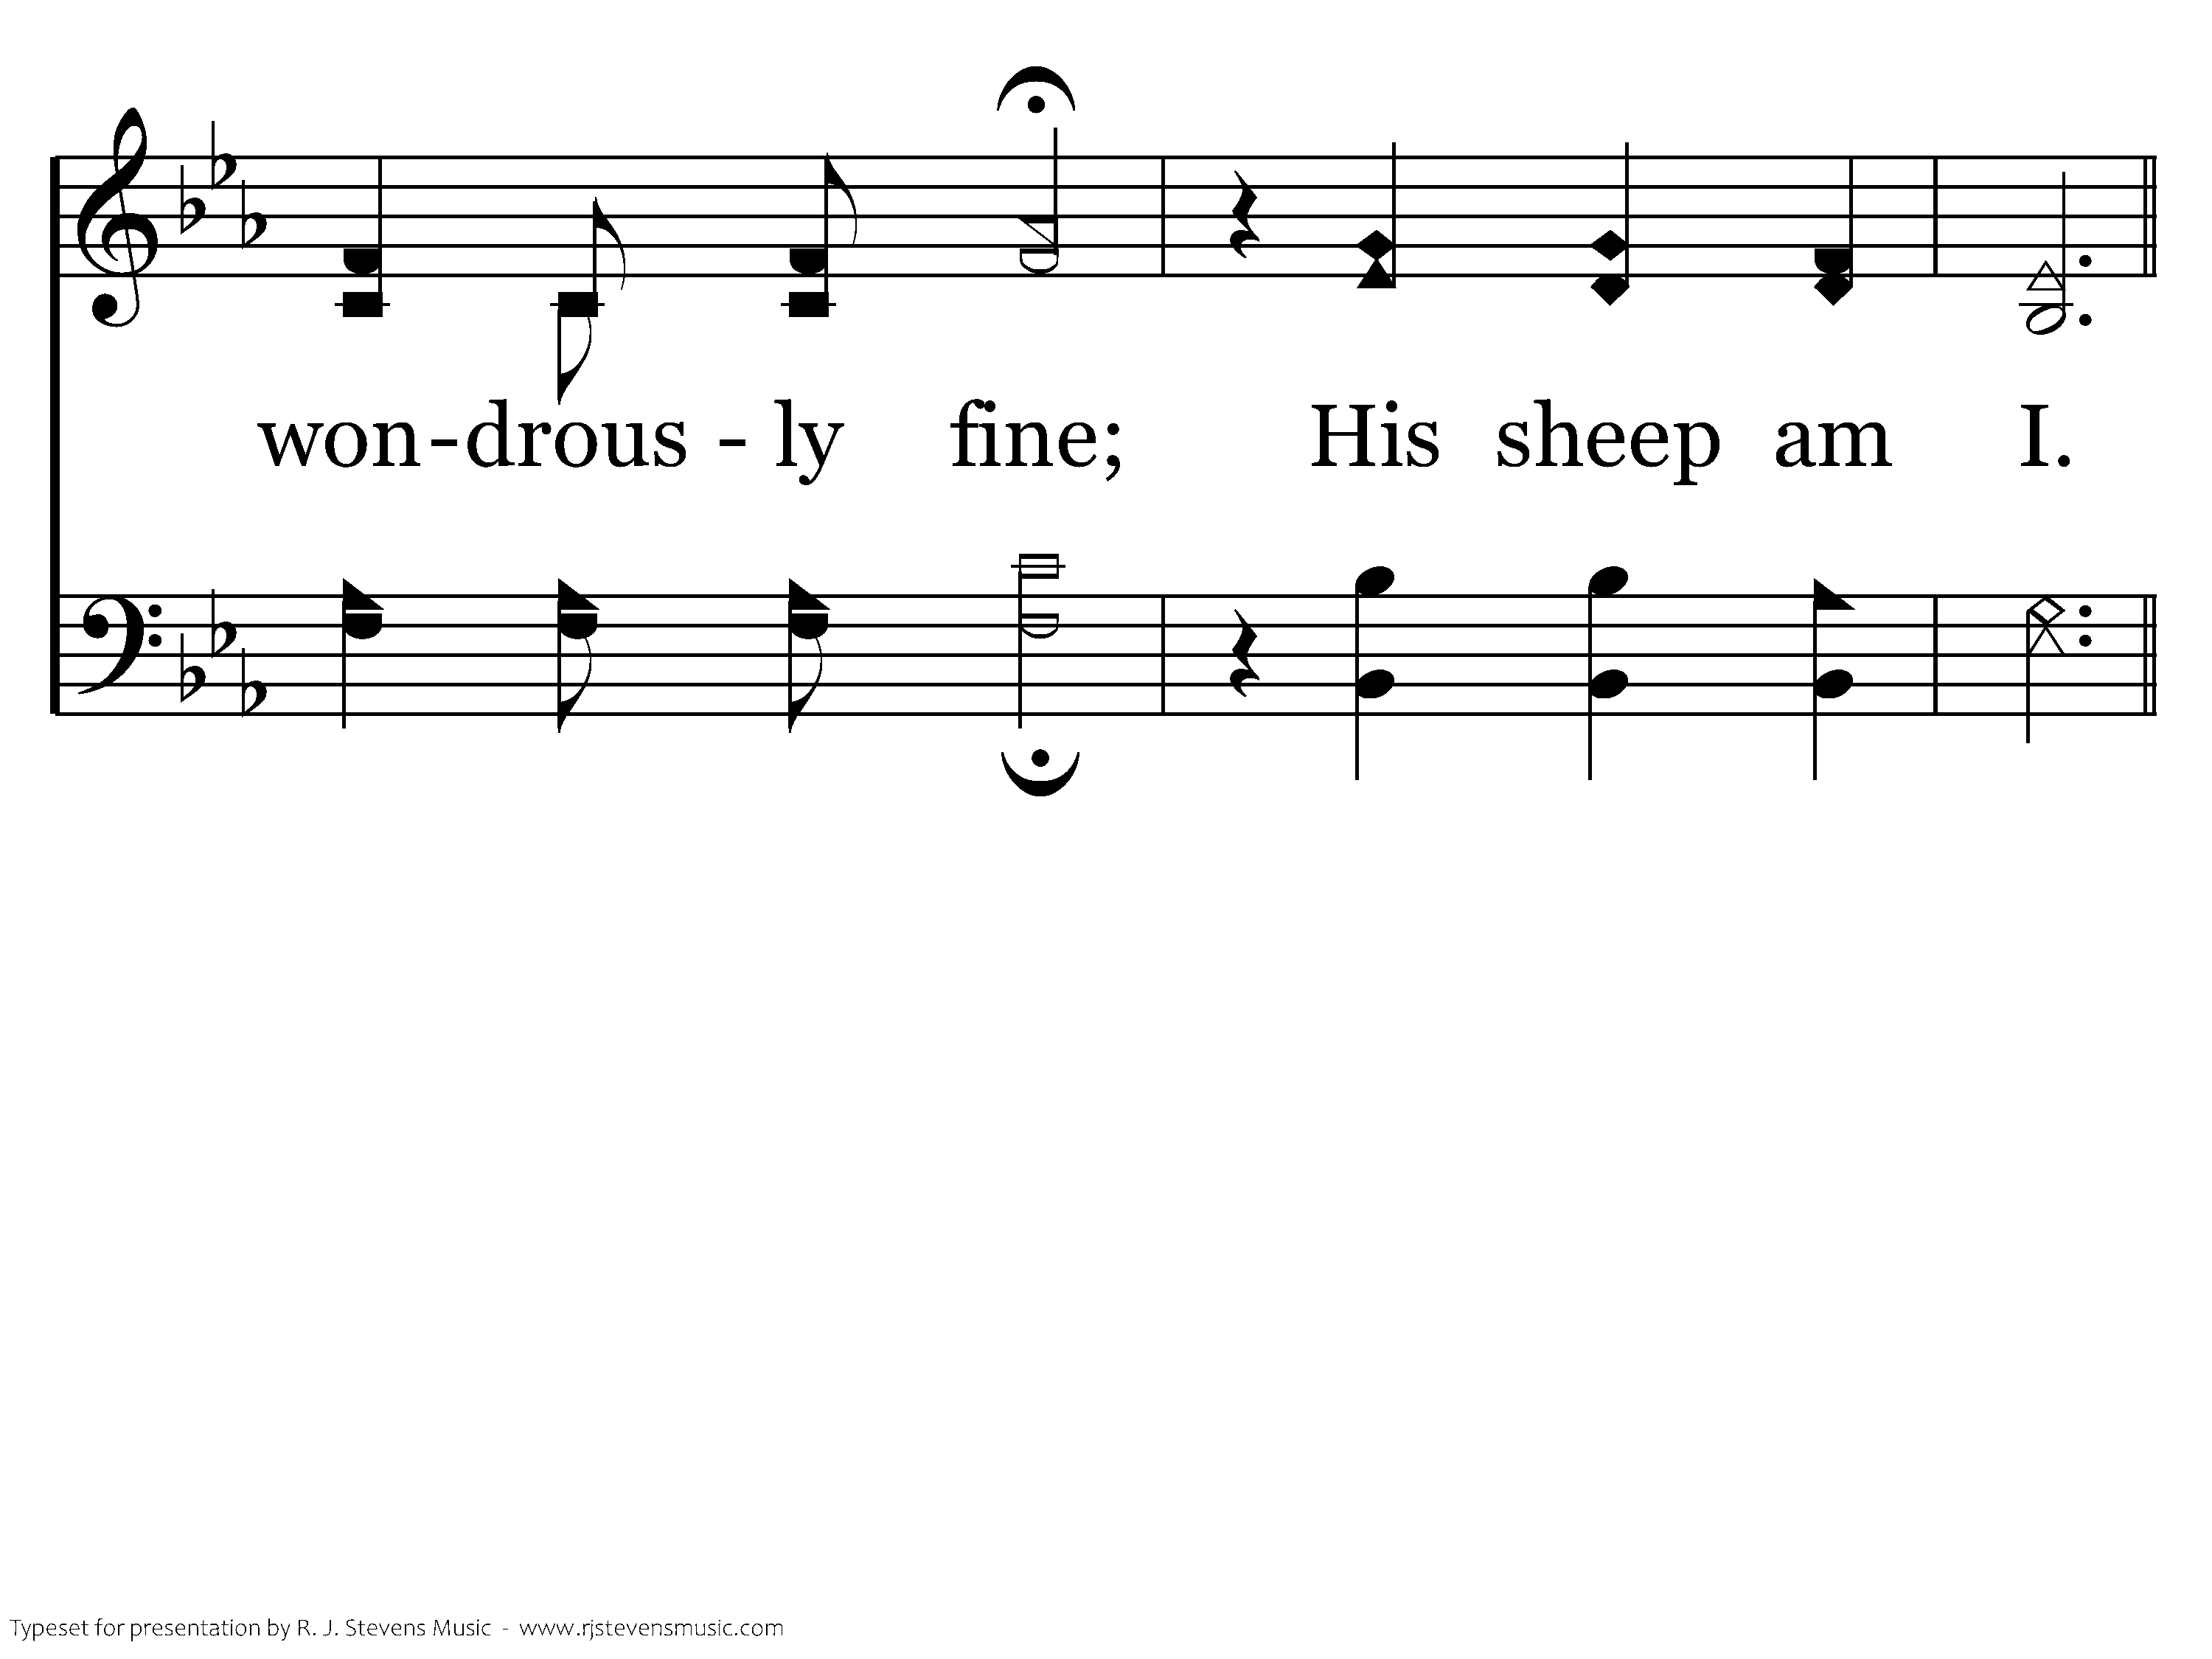 won-drous - ly fine; His sheep am I.
Typeset for presentation by R. J. Stevens Music - www.rjstevensmusic.com